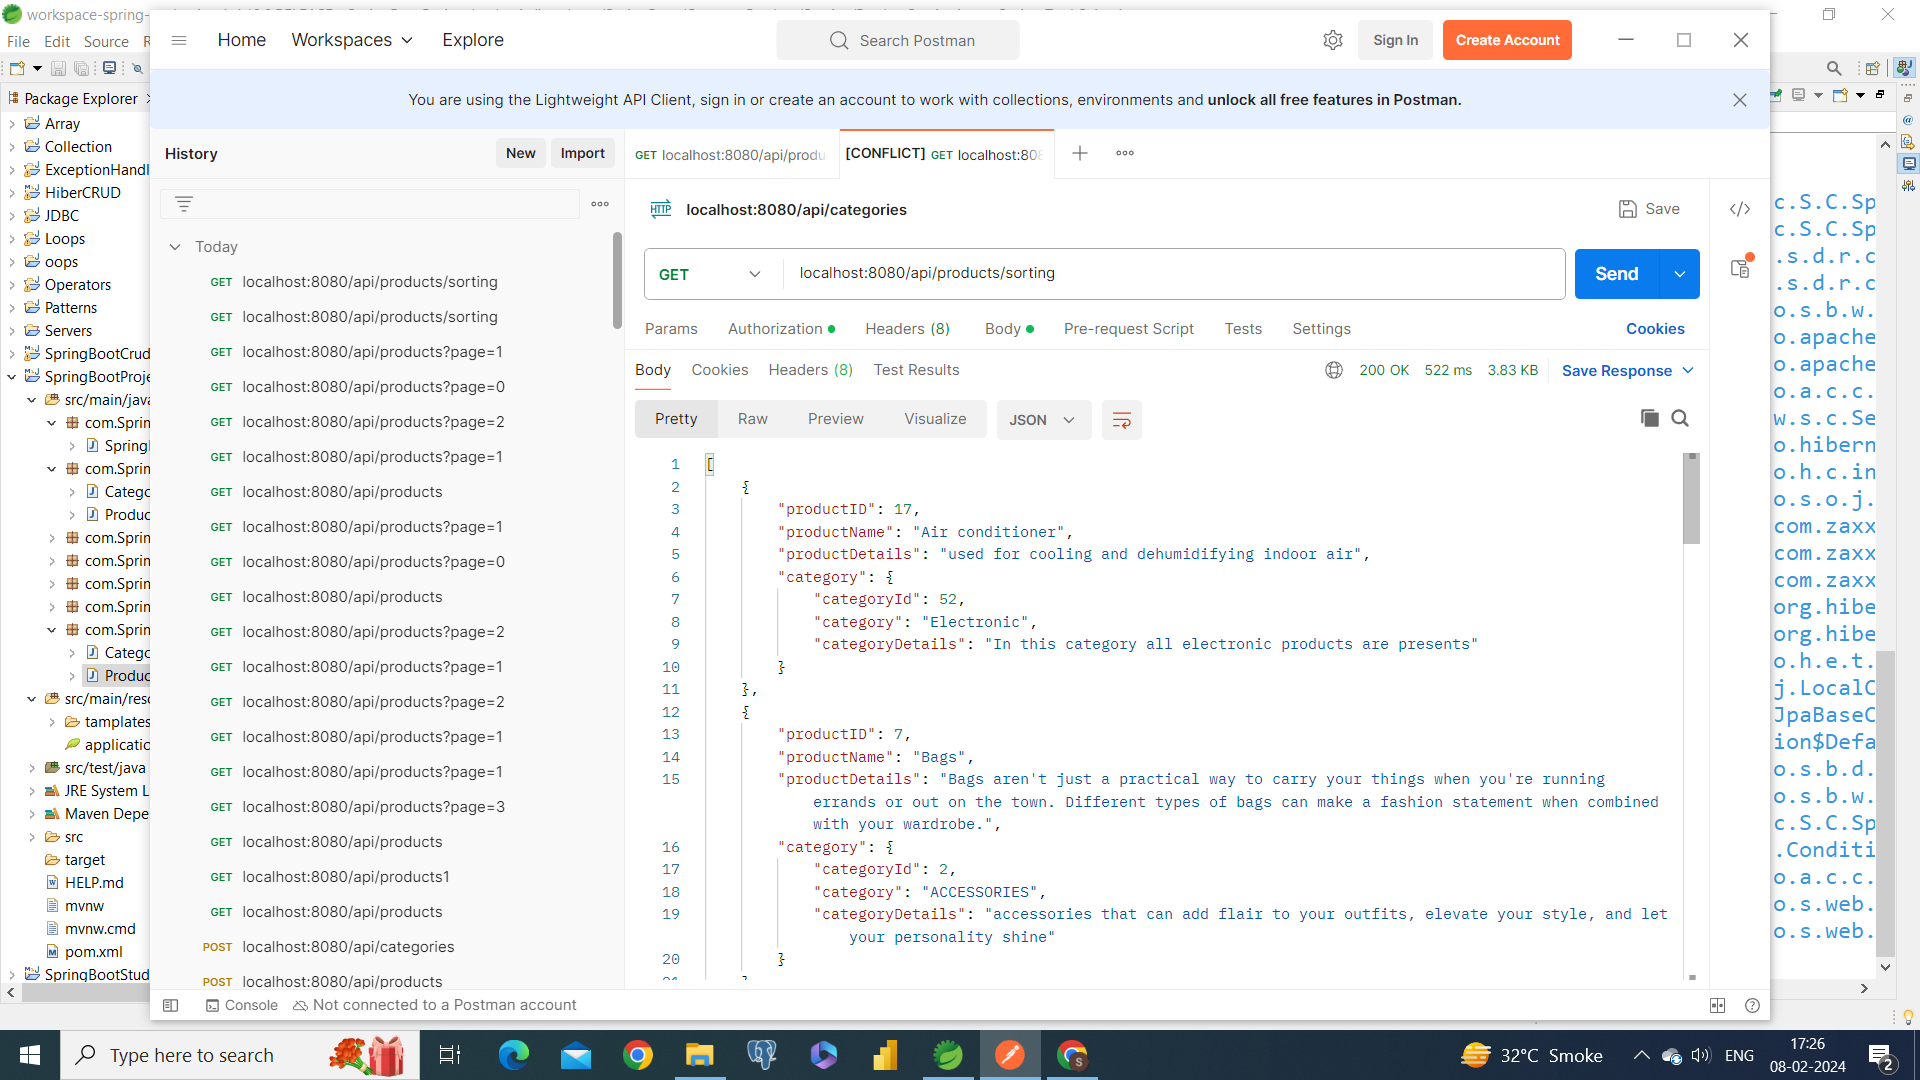 workspace-spring-
File Edit Source
Package Explorer
Array
Collection
ExceptionHandl
HiberCRUD
JDBC
Loops
oops
Operators
Patterns
Servers
SpringBootCrud
SpringBootProje
src/main/java
com.Sprin
Spring
com.Sprin
Catego
Produc
com.Sprin
com.Sprin
com.Sprin
com.Sprin
com.Sprin
Catego
Produc
src/main/reso
tamplates
applicatio
src/test/java
JRE System L
Maven Depe
src
target
HELP.md
mvnw
mvnw.cmd
pom.xml
SpringBootStud
Home Workspaces Explore
Search Postman
Sign In
Create Account
You are using the Lightweight API Client, sign in or create an account to work with collections, environments and unlock all free features in Postman.
History
New
Import
Today
GET localhost:8080/api/products/sorting
GET localhost:8080/api/products/sorting
GET localhost:8080/api/products?page=1
GET localhost:8080/api/products?page=0
GET localhost:8080/api/products?page=2
GET localhost:8080/api/products?page=1
GET localhost:8080/api/products
GET localhost:8080/api/products?page=1
GET localhost:8080/api/products?page=0
GET localhost:8080/api/products
GET localhost:8080/api/products?page=2
GET localhost:8080/api/products?page=1
GET localhost:8080/api/products?page=2
GET localhost:8080/api/products?page=1
GET localhost:8080/api/products?page=1
GET localhost:8080/api/products?page=3
GET localhost:8080/api/products
GET localhost:8080/api/products1
GET localhost:8080/api/products
POST localhost:8080/api/categories
POST localhost:8080/api/products
GET localhost:8080/api/produ
[CONFLICT] GET localhost:808
HTTP localhost:8080/api/categories
Save
GET localhost:8080/api/products/sorting
Send
Params Authorization Headers (8) Body Pre-request Script Tests Settings Cookies
Body Cookies Headers (8) Test Results
200 OK 522 ms 3.83 KB Save Response
Pretty Raw Preview Visualize JSON
1 [
2 {
3 "productID": 17,
4 "productName": "Air conditioner",
5 "productDetails": "used for cooling and dehumidifying indoor air",
6 "category": {
7 "categoryId": 52,
8 "category": "Electronic",
9 "categoryDetails": "In this category all electronic products are presents"
10 }
11 },
12 {
13 "productID": 7,
14 "productName": "Bags",
15 "productDetails": "Bags aren't just a practical way to carry your things when you're running
errands or out on the town. Different types of bags can make a fashion statement when combined
with your wardrobe.",
16 "category": {
17 "categoryId": 2,
18 "category": "ACCESSORIES",
19 "categoryDetails": "accessories that can add flair to your outfits, elevate your style, and let
your personality shine"
20 }
Console Not connected to a Postman account
c.S.C.Sp
c.S.C.Sp
.s.d.r.c
.s.d.r.c
o.s.b.w.
o.apache
o.apache
o.a.c.c.
w.s.c.Se
o.hibern
o.h.c.in
o.s.o.j.
com.zaxx
com.zaxx
com.zaxx
org.hibe
org.hibe
o.h.e.t.
j.LocalC
JpaBaseC
ion$Defa
o.s.b.d.
o.s.b.w.
c.S.C.Sp
.Conditi
o.a.c.c.
o.s.web.
o.s.web.
Type here to search
32°C Smoke
ENG
17:26
08-02-2024
2